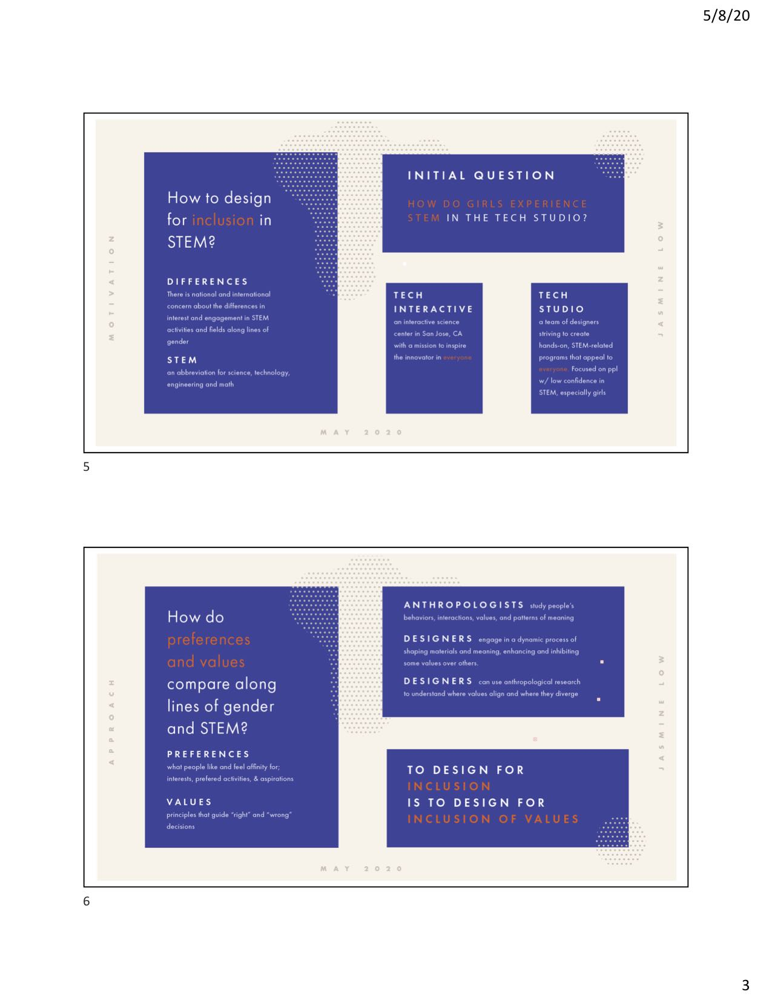 5/8/20
MOTIVATION
How to design
for inclusion in
STEM?
DIFFERENCES
There is national and international
concern about the differences in
interest and engagement in STEM
activities and fields along lines of
gender
STEM
an abbreviation for science, technology,
engineering and math
INITIAL QUESTION
HOW DO GIRLS EXPERIENCE
STEM IN THE TECH STUDIO?
TECH
INTERACTIVE
an interactive science
center in San Jose, CA
with a mission to inspire
the innovator in everyone
TECH
STUDIO
a team of designers
striving to create
hands-on, STEM-related
programs that appeal to
everyone. Focused on ppl
w/ low confidence in
STEM, especially girls
JASMINE LOW
MAY 2020
5
APPROACH
How do
preferences
and values
compare along
lines of gender
and STEM?
PREFERENCES
what people like and feel affinity for;
interests, prefered activities, & aspirations
VALUES
principles that guide “right” and “wrong”
decisions
ANTHROPOLOGISTS study people’s
behaviors, interactions, values, and patterns of meaning
DESIGNERS engage in a dynamic process of
shaping materials and meaning, enhancing and inhibiting
some values over others.
DESIGNERS can use anthropological research
to understand where values align and where they diverge
TO DESIGN FOR
INCLUSION
IS TO DESIGN FOR
INCLUSION OF VALUES
JASMINE LOW
MAY 2020
6
3